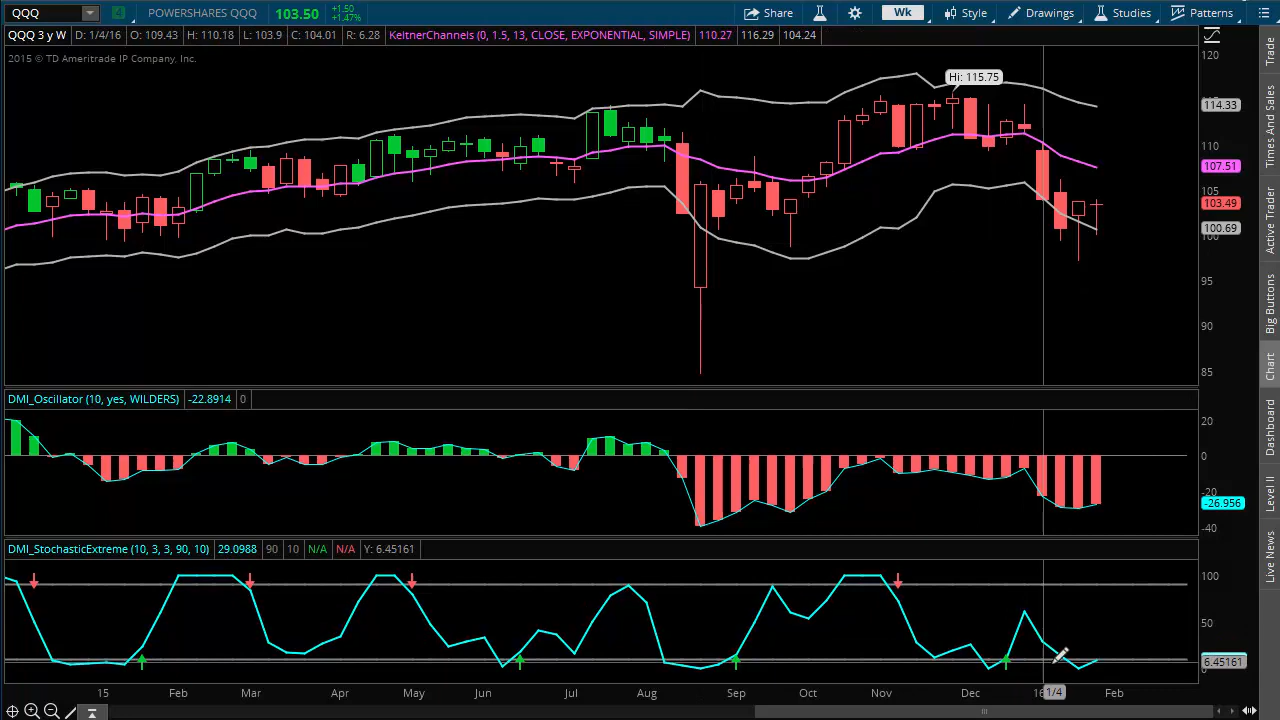 QQQ POWERSHARES QQQ 103.50 +1.50 +1.47% Share Wk Style Drawings Studies Patterns
QQQ 3 y W D: 1/4/16 O: 109.43 H: 110.18 L: 103.9 C: 104.01 R: 6.28 KeltnerChannels (0, 1.5, 13, CLOSE, EXPONENTIAL, SIMPLE) 110.27 116.29 104.24
2015 © TD Ameritrade IP Company, Inc.
Hi: 115.75
120
114.33
110
107.51
105
103.49
100.69
100
95
90
85
DMI_Oscillator (10, yes, WILDERS) -22.8914 0
20
0
-20
-26.956
-40
DMI_StochasticExtreme (10, 3, 3, 90, 10) 29.0988 90 10 N/A N/A Y: 6.45161
100
50
6.45161
15 Feb Mar Apr May Jun Jul Aug Sep Oct Nov Dec 16 1/4 Feb
Trade
Times And Sales
Active Trader
Big Buttons
Chart
Dashboard
Level II
Live News